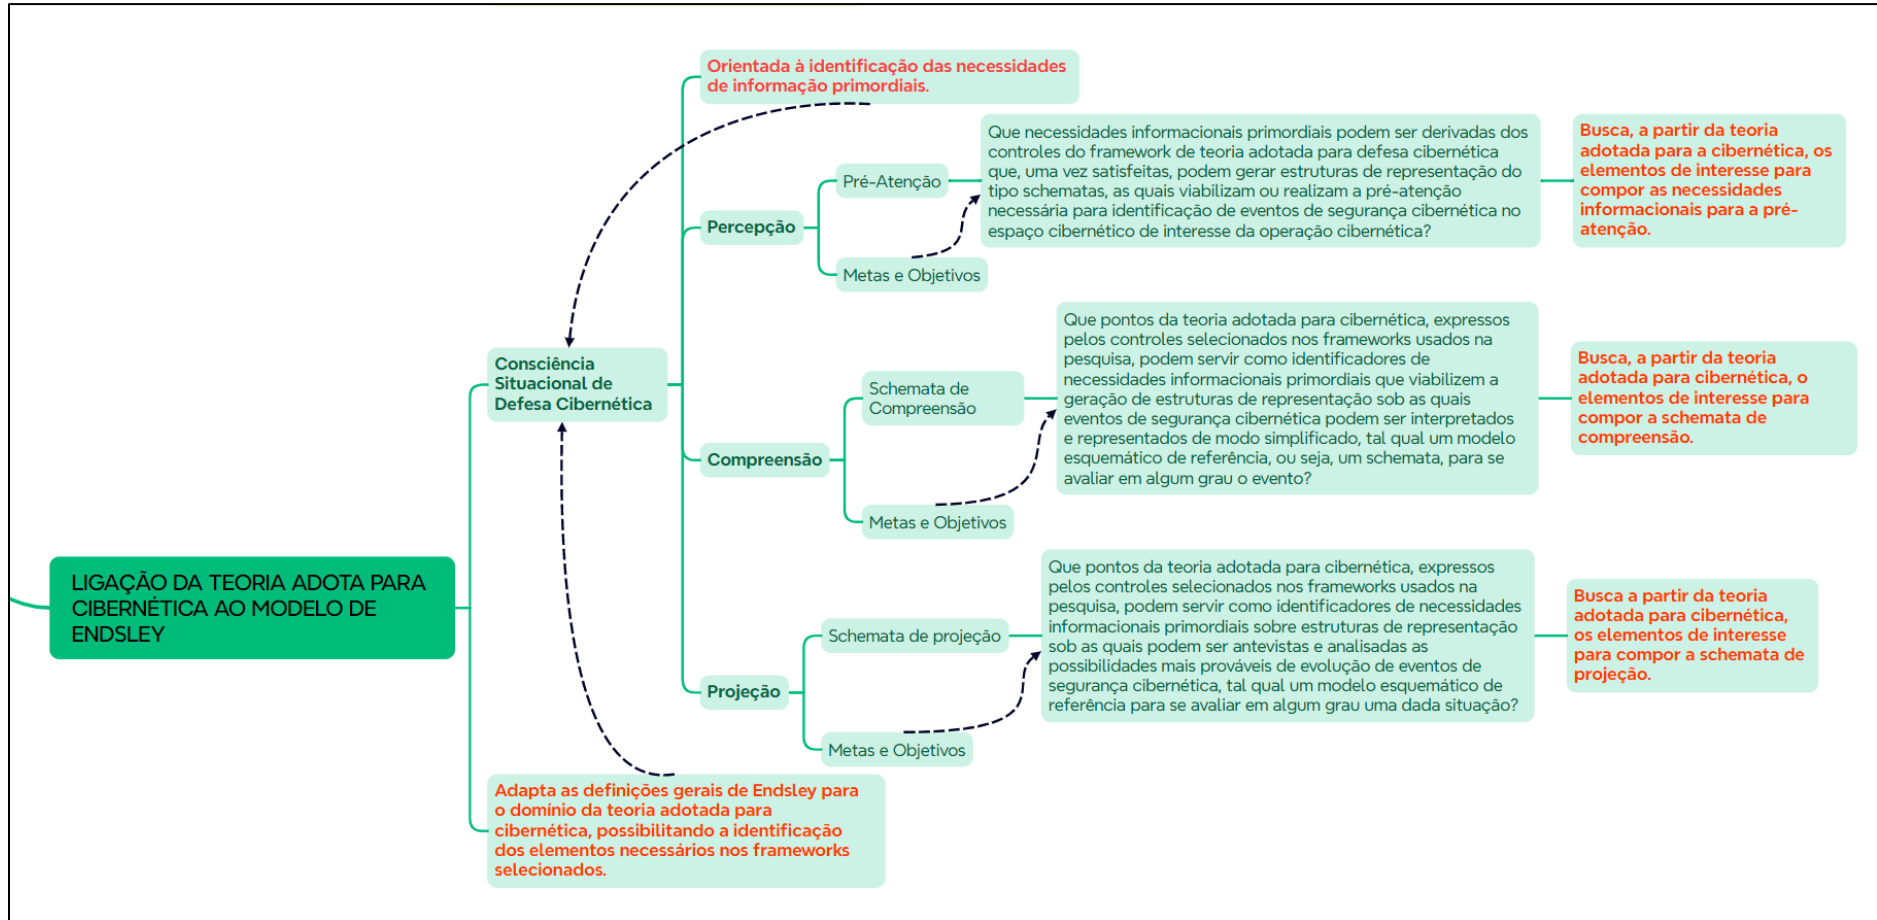 Orientada à identificação das necessidades
de informação primordiais.
Que necessidades informacionais primordiais podem ser derivadas dos
controles do framework de teoria adotada para defesa cibernética
que, uma vez satisfeitas, podem gerar estruturas de representação do
tipo schematas, as quais viabilizam ou realizam a pré-atenção
necessária para identificação de eventos de segurança cibernética no
espaço cibernético de interesse da operação cibernética?
Busca, a partir da teoria
adotada para a cibernética, os
elementos de interesse para
compor as necessidades
informacionais para a pré-
atenção.
Pré-Atenção
Percepção
Metas e Objetivos
Que pontos da teoria adotada para cibernética, expressos
pelos controles selecionados nos frameworks usados na
pesquisa, podem servir como identificadores de
necessidades informacionais primordiais que viabilizem a
geração de estruturas de representação sob as quais
eventos de segurança cibernética podem ser interpretados
e representados de modo simplificado, tal qual um modelo
esquemático de referência, ou seja, um schemata, para se
avaliar em algum grau o evento?
Busca, a partir da teoria
adotada para cibernética, o
elementos de interesse para
compor a schemata de
compreensão.
Consciência
Situacional de
Defesa Cibernética
Schemata de
Compreensão
Compreensão
Metas e Objetivos
LIGAÇÃO DA TEORIA ADOTA PARA
CIBERNÉTICA AO MODELO DE
ENDSLEY
Que pontos da teoria adotada para cibernética, expressos
pelos controles selecionados nos frameworks usados na
pesquisa, podem servir como identificadores de necessidades
informacionais primordiais sobre estruturas de representação
sob as quais podem ser antevistas e analisadas as
possibilidades mais prováveis de evolução de eventos de
segurança cibernética, tal qual um modelo esquemático de
referência para se avaliar em algum grau uma dada situação?
Busca a partir da teoria
adotada para cibernética,
os elementos de interesse
para compor a schemata de
projeção.
Schemata de projeção
Projeção
Metas e Objetivos
Adapta as definições gerais de Endsley para
o domínio da teoria adotada para
cibernética, possibilitando a identificação
dos elementos necessários nos frameworks
selecionados.